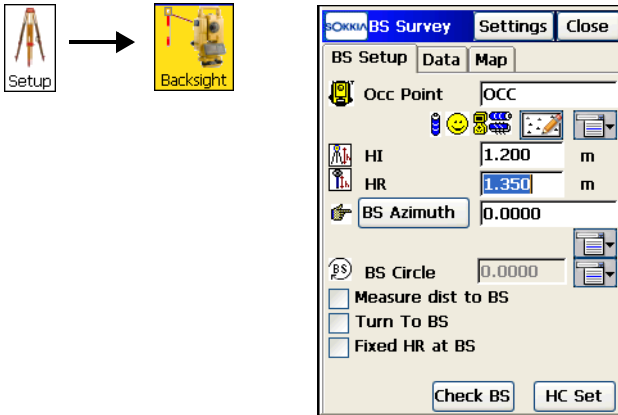 Setup
Backsight
SOKKIA BS Survey Settings Close
BS Setup Data Map
Occ Point OCC
HI 1.200 m
HR 1.350 m
BS Azimuth 0.0000
BS BS Circle 0.0000
Measure dist to BS
Turn To BS
Fixed HR at BS
Check BS HC Set